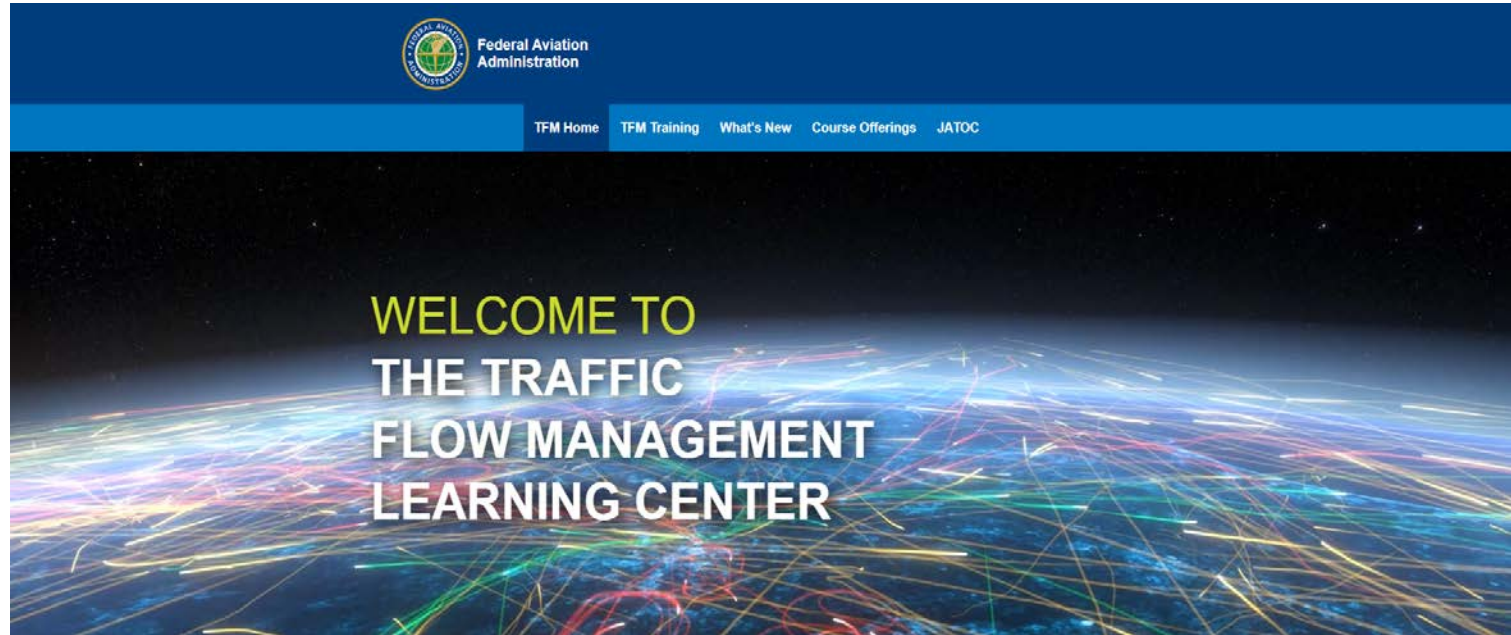 Federal Aviation
Administration
TFM Home TFM Training What's New Course Offerings JATOC
WELCOME TO
THE TRAFFIC
FLOW MANAGEMENT
LEARNING CENTER